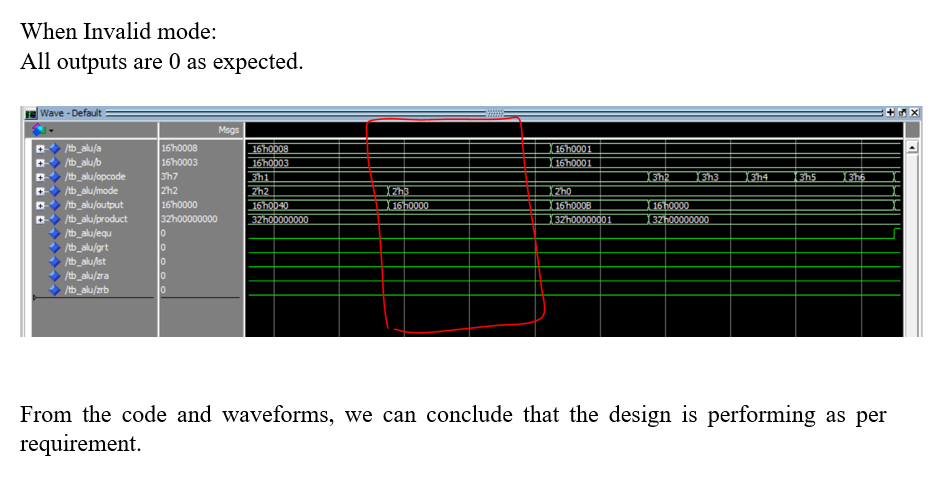 When Invalid mode:
All outputs are 0 as expected.
Wave - Default
Msgs
/tb_alu/a 16'h0008 16'h0008 16'h0001
/tb_alu/b 16'h0003 16'h0003 16'h0001
/tb_alu/opcode 3'h7 3'h1 3'h2 3'h3 3'h4 3'h5 3'h6
/tb_alu/mode 2'h2 2'h2 2'h3 2'h0
/tb_alu/output 16'h0000 16'h0040 16'h0000 16'h000B 16'h0000
/tb_alu/product 32'h00000000 32'h00000000 32'h00000001 32'h00000000
/tb_alu/equ 0
/tb_alu/grt 0
/tb_alu/lst 0
/tb_alu/zra 0
/tb_alu/zrb 0
From the code and waveforms, we can conclude that the design is performing as per
requirement.